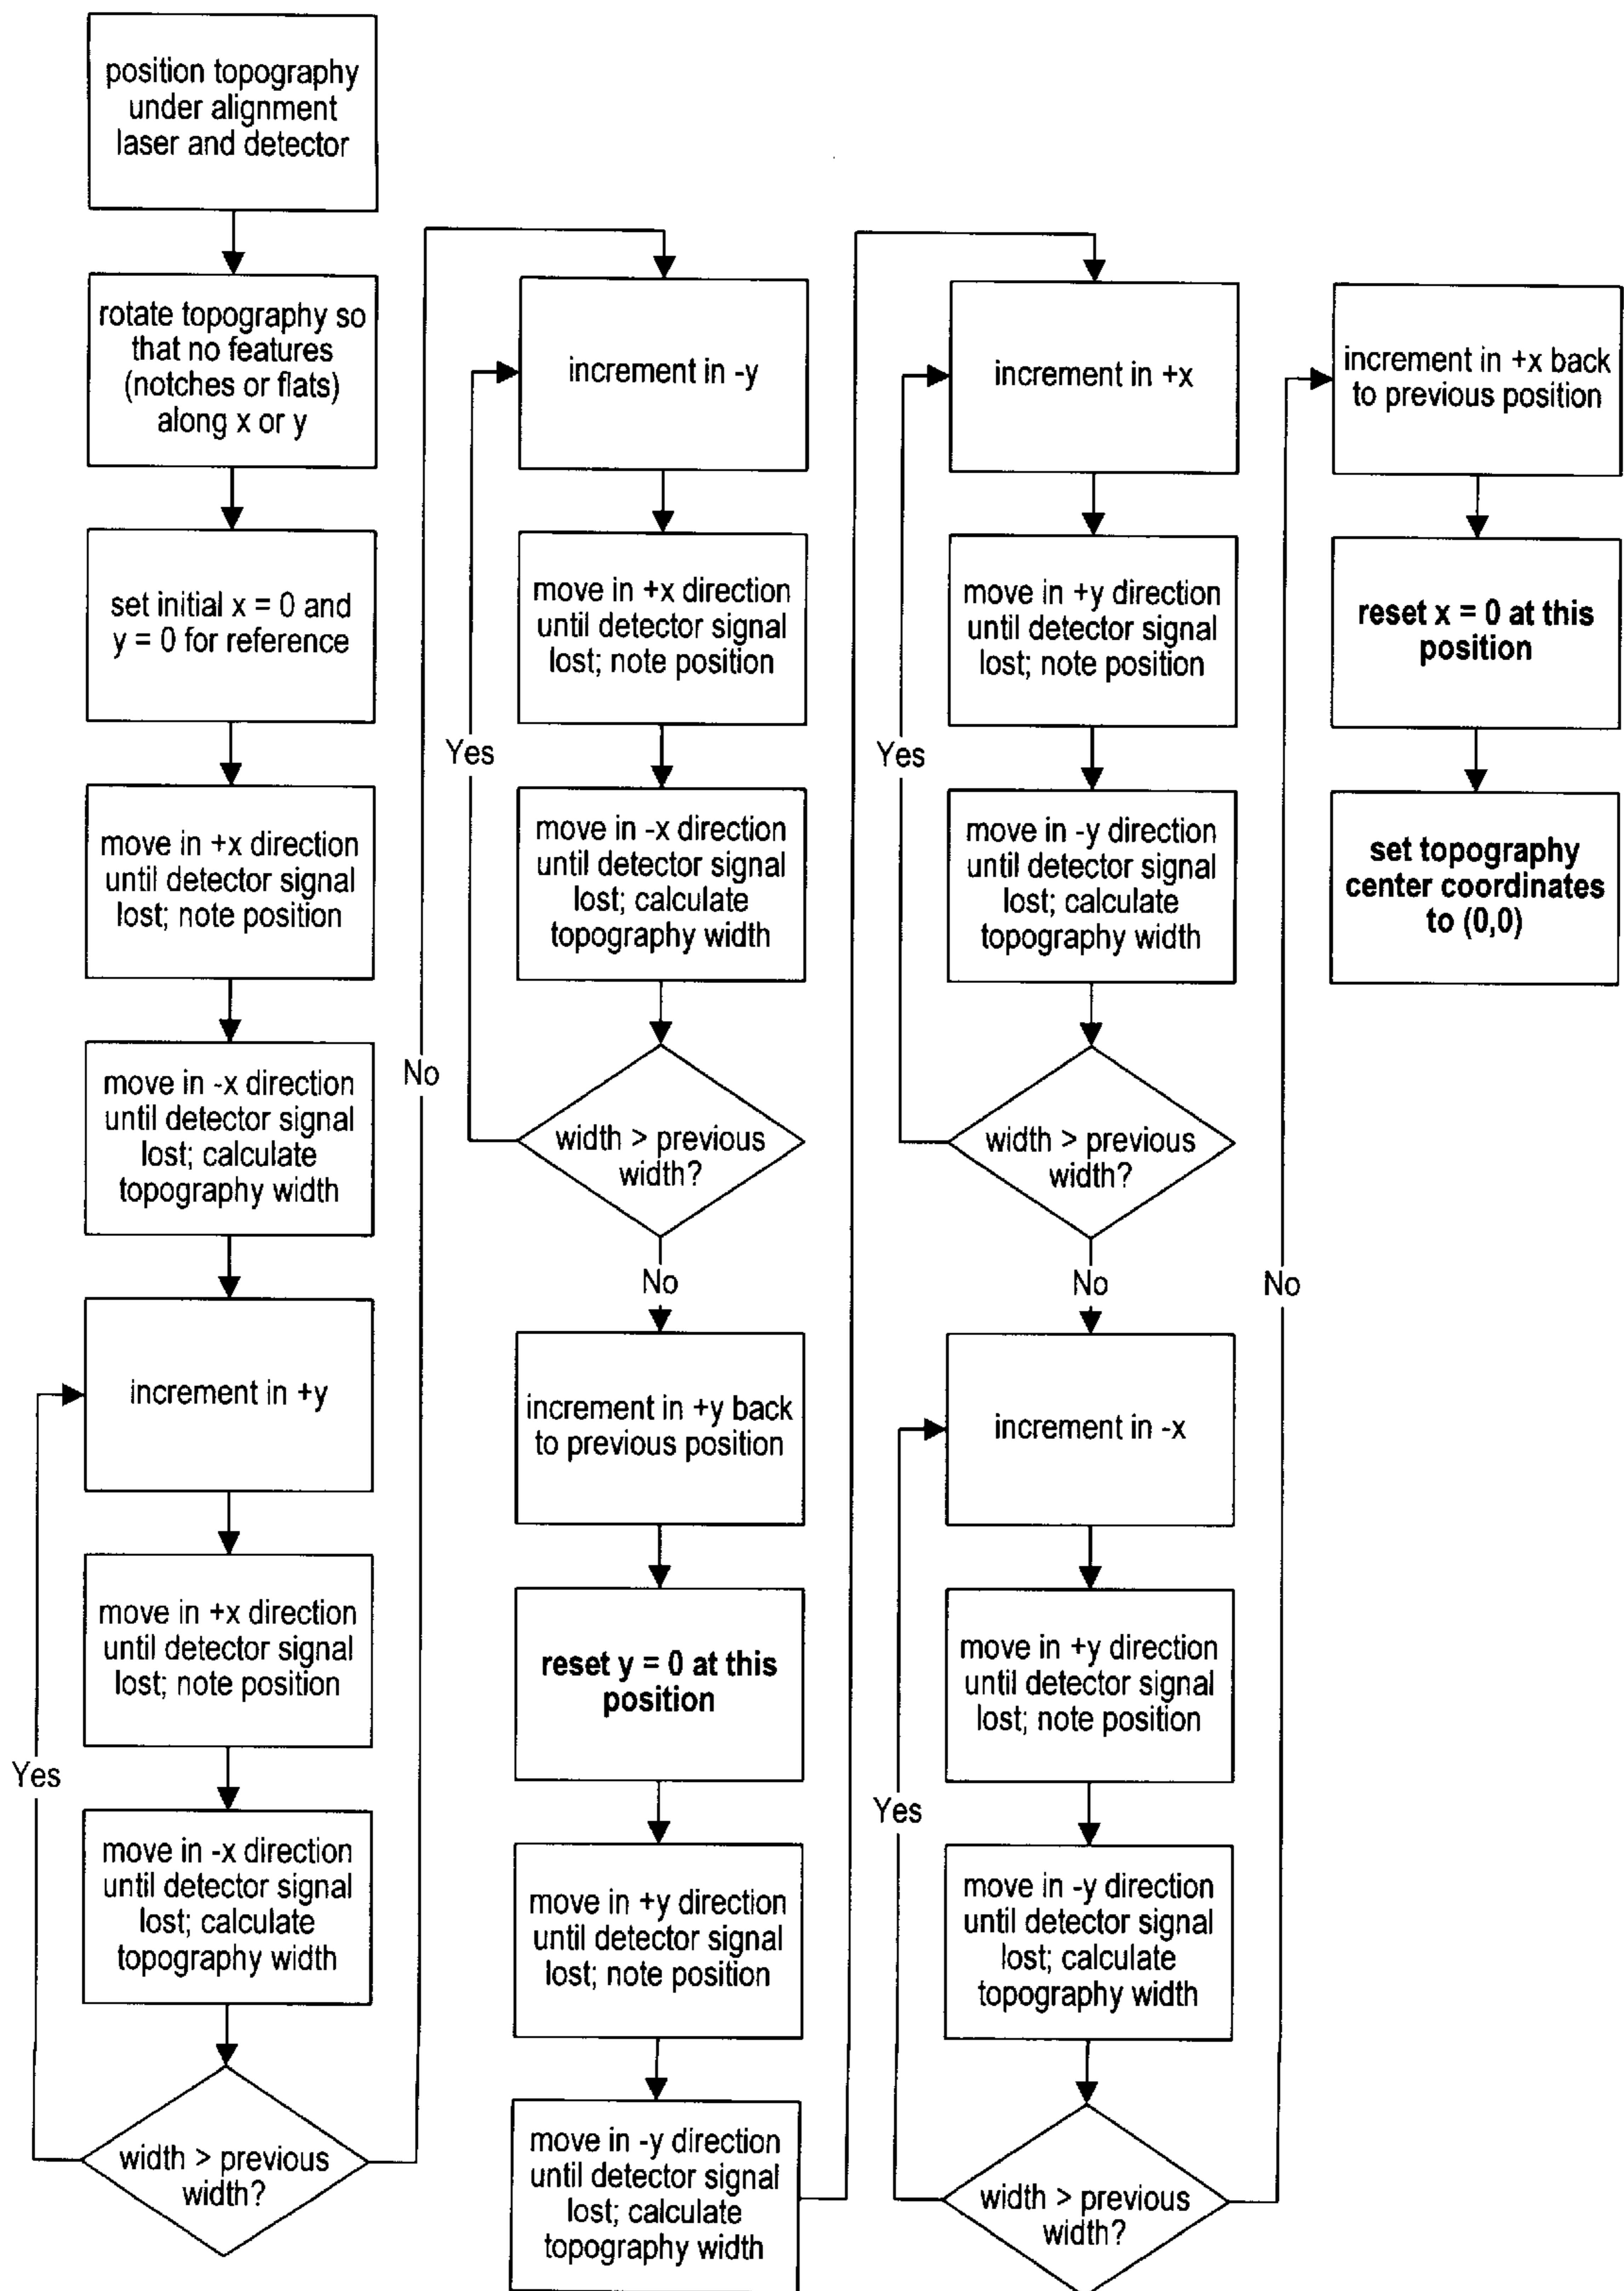 position topography
under alignment
laser and detector
rotate topography so
that no features
(notches or flats)
along x or y
set initial x = 0 and
y = 0 for reference
move in +x direction
until detector signal
lost; note position
move in -x direction
until detector signal
lost; calculate
topography width
increment in +y
move in +x direction
until detector signal
lost; note position
Yes
move in -x direction
until detector signal
lost; calculate
topography width
width > previous
width?
No
increment in -y
move in +x direction
until detector signal
lost; note position
Yes
move in -x direction
until detector signal
lost; calculate
topography width
width > previous
width?
No
increment in +y back
to previous position
reset y = 0 at this
position
move in +y direction
until detector signal
lost; note position
move in -y direction
until detector signal
lost; calculate
topography width
increment in +x
move in +y direction
until detector signal
lost; note position
Yes
move in -y direction
until detector signal
lost; calculate
topography width
width > previous
width?
No
increment in -x
move in +y direction
until detector signal
lost; note position
Yes
move in -y direction
until detector signal
lost; calculate
topography width
width > previous
width?
No
increment in +x back
to previous position
reset x = 0 at this
position
set topography
center coordinates
to (0,0)